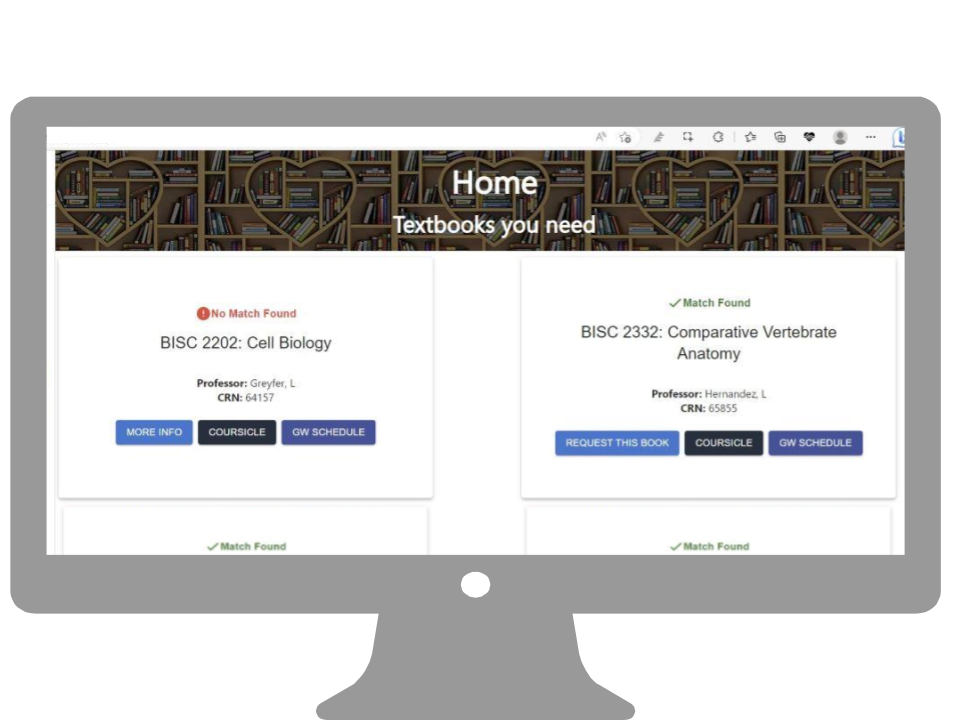 Home
Textbooks you need
No Match Found
BISC 2202: Cell Biology
Professor: Greyfer, L
CRN: 64157
MORE INFO COURSICLE GW SCHEDULE
Match Found
BISC 2332: Comparative Vertebrate
Anatomy
Professor: Hernandez, L
CRN: 65855
REQUEST THIS BOOK COURSICLE GW SCHEDULE
Match Found
Match Found